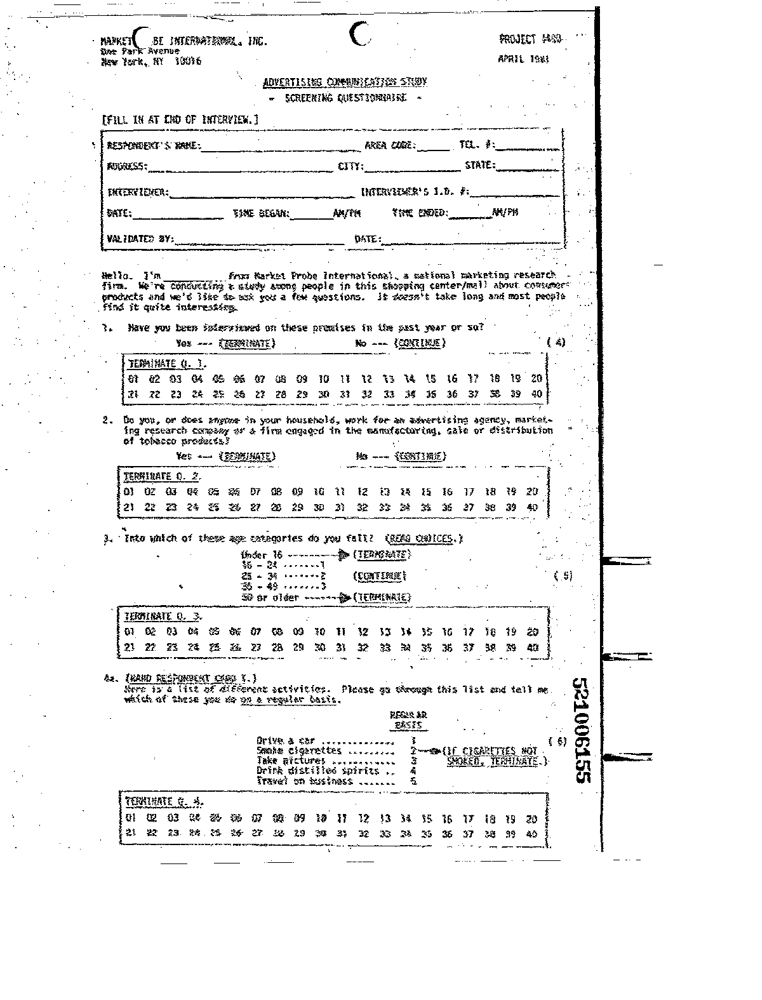 MARKET BE INTERNATIONAL, INC.
One Park Avenue
New York, NY 10016
PROJECT
APRIL 1981
ADVERTISING COMMUNICATION STUDY
- SCREENING QUESTIONNAIRE -
[FILL IN AT END OF INTERVIEW.]
RESPONDENT'S NAME: AREA CODE: TEL. #:
ADDRESS: CITY: STATE:
INTERVIEWER: INTERVIEWER'S I.D. #:
DATE: TIME BEGAN: AM/PM TIME ENDED: AM/PM
VALIDATED BY: DATE:
Hello. I'm ________ from Market Probe International, a national marketing research
firm. We're conducting a study among people in this shopping center/mall about consumer
products and we'd like to ask you a few questions. It doesn't take long and most people
find it quite interesting.
1. Have you been interviewed on these premises in the past year or so?
Yes --- (TERMINATE) No --- (CONTINUE) ( 4)
TERMINATE Q. 1.
01 02 03 04 05 06 07 08 09 10 11 12 13 14 15 16 17 18 19 20
21 22 23 24 25 26 27 28 29 30 31 32 33 34 35 36 37 38 39 40
2. Do you, or does anyone in your household, work for an advertising agency, market-
ing research company or a firm engaged in the manufacturing, sale or distribution
of tobacco products?
Yes --- (TERMINATE) No --- (CONTINUE)
TERMINATE Q. 2.
01 02 03 04 05 06 07 08 09 10 11 12 13 14 15 16 17 18 19 20
21 22 23 24 25 26 27 28 29 30 31 32 33 34 35 36 37 38 39 40
3. Into which of these age categories do you fall? (READ CHOICES.)
Under 16 ---------- (TERMINATE)
16 - 24 .......1
25 - 34 .......2 (CONTINUE) ( 5)
35 - 49 .......3
50 or older ------ (TERMINATE)
TERMINATE Q. 3.
01 02 03 04 05 06 07 08 09 10 11 12 13 14 15 16 17 18 19 20
21 22 23 24 25 26 27 28 29 30 31 32 33 34 35 36 37 38 39 40
4a. (HAND RESPONDENT CARD
Here is a list of different activities. Please go through this list and tell me
which of these you do on a regular basis.
REGULAR
BASIS
Drive a car ............. 1
Smoke cigarettes ......... 2 (IF CIGARETTES NOT ( 6)
Take pictures ............ 3 SMOKED, TERMINATE.)
Drink distilled spirits .. 4
Travel on business ....... 5
TERMINATE Q. 4.
01 02 03 04 05 06 07 08 09 10 11 12 13 14 15 16 17 18 19 20
21 22 23 24 25 26 27 28 29 30 31 32 33 34 35 36 37 38 39 40
521006155